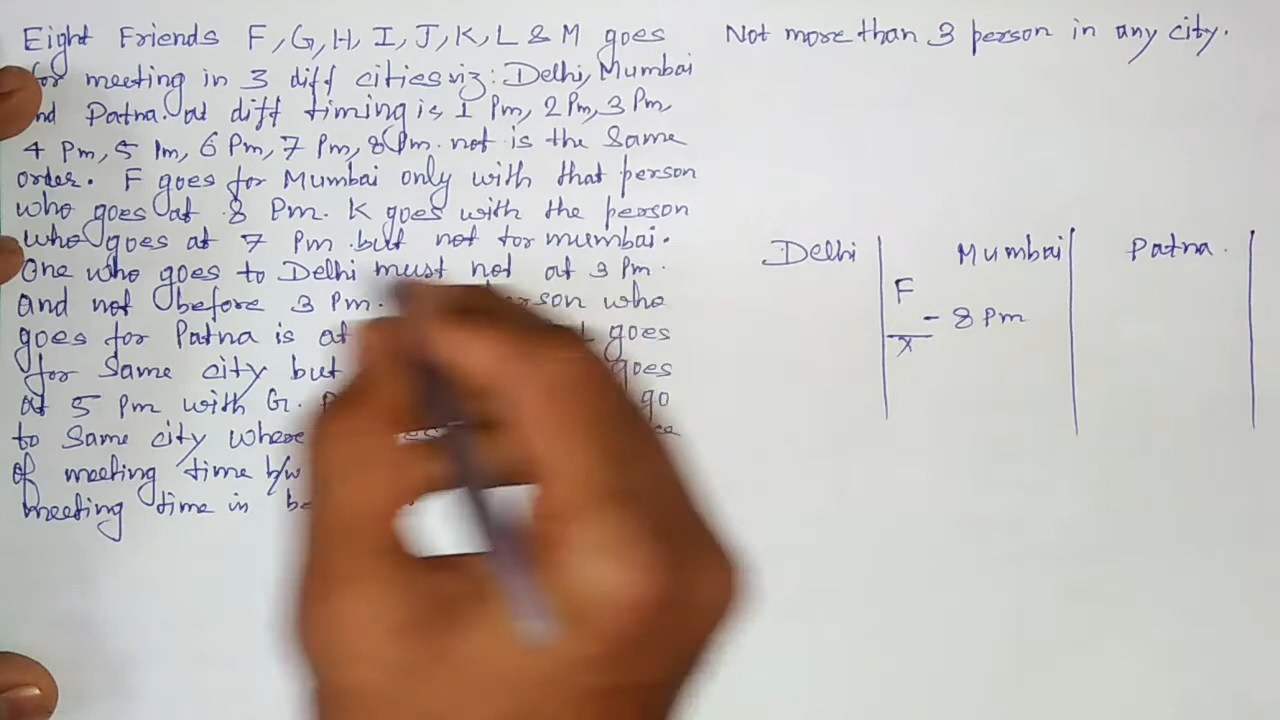 Eight Friends F, G, H, I, J, K, L & M goes
for meeting in 3 diff cities viz: Delhi, Mumbai
and Patna. at diff timing is, 1 Pm, 2 Pm, 3 Pm,
4 Pm, 5 Pm, 6 Pm, 7 Pm, 8 Pm. not is the same
order. F goes for Mumbai only with that person
who goes at 8 Pm. K goes with the person
who goes at 7 Pm but not for mumbai.
One who goes to Delhi must not at 3 Pm.
and not before 3 Pm. person who
goes for Patna is at goes
for Same city but goes
at 5 Pm with G. go
to Same city where
of meeting time b/w
meeting time in
Not more than 3 person in any city.
Delhi Mumbai Patna.
F
- 8 Pm
x